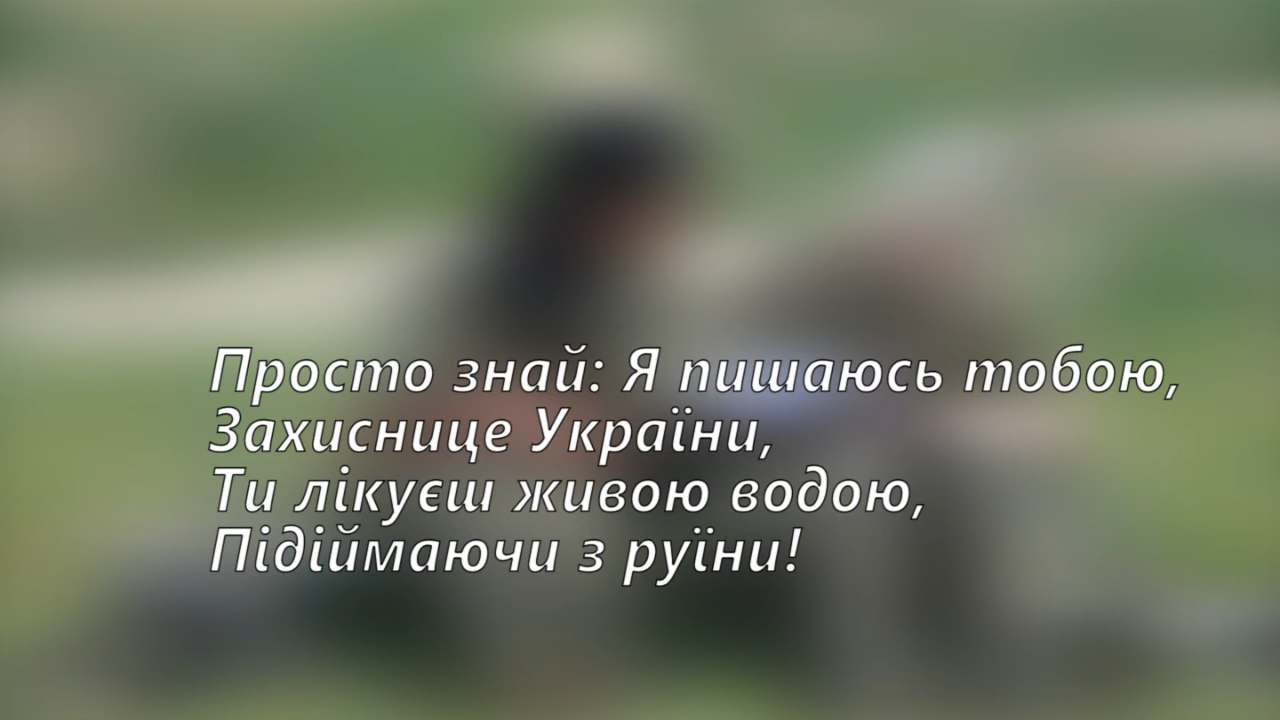 Просто знай: Я пишаюсь тобою,
Захиснице України,
Ти лікуєш живою водою,
Підіймаючи з руїни!